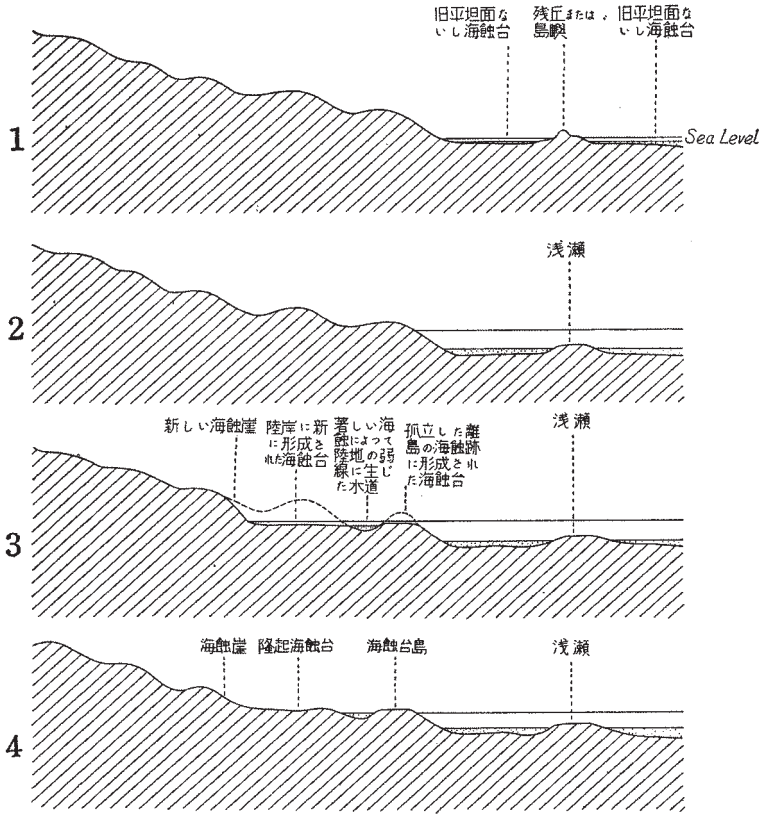 旧平坦面な
いし海蝕台
残丘または、
島嶼
旧平坦面な
いし海蝕台
1
Sea Level
浅瀬
2
新しい海蝕崖
陸岸に新
に形成さ
れた海蝕台
著しい海
蝕によって
陸地の弱
線に生じ
た水道
孤立した離
島の海蝕跡
に形成され
た海蝕台
浅瀬
3
海蝕崖
隆起海蝕台
海蝕台島
浅瀬
4